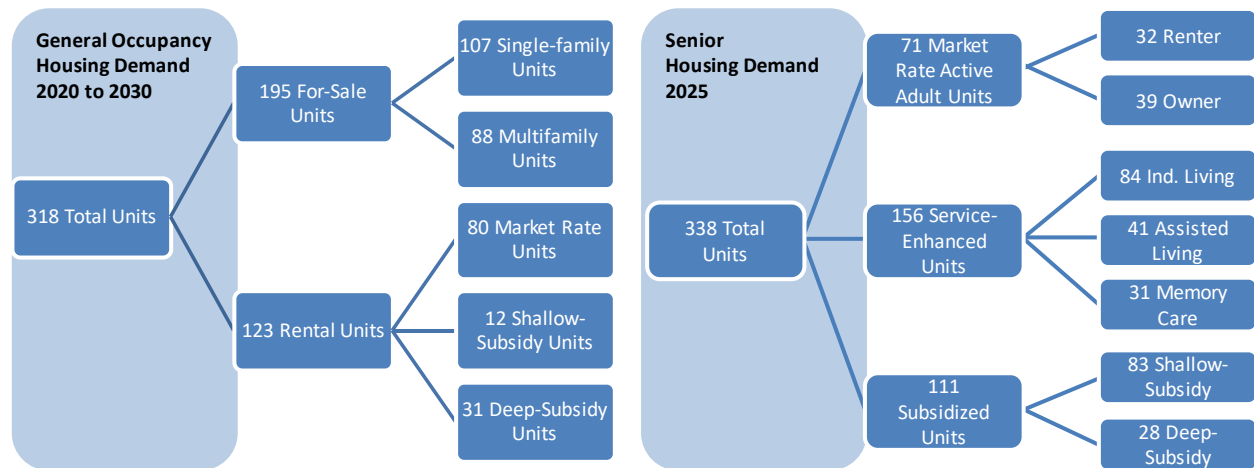 General Occupancy
Housing Demand
2020 to 2030
318 Total Units
195 For-Sale
Units
107 Single-family
Units
88 Multifamily
Units
123 Rental Units
80 Market Rate
Units
12 Shallow-
Subsidy Units
31 Deep-Subsidy
Units
Senior
Housing Demand
2025
338 Total
Units
71 Market
Rate Active
Adult Units
32 Renter
39 Owner
156 Service-
Enhanced
Units
84 Ind. Living
41 Assisted
Living
31 Memory
Care
111
Subsidized
Units
83 Shallow-
Subsidy
28 Deep-
Subsidy